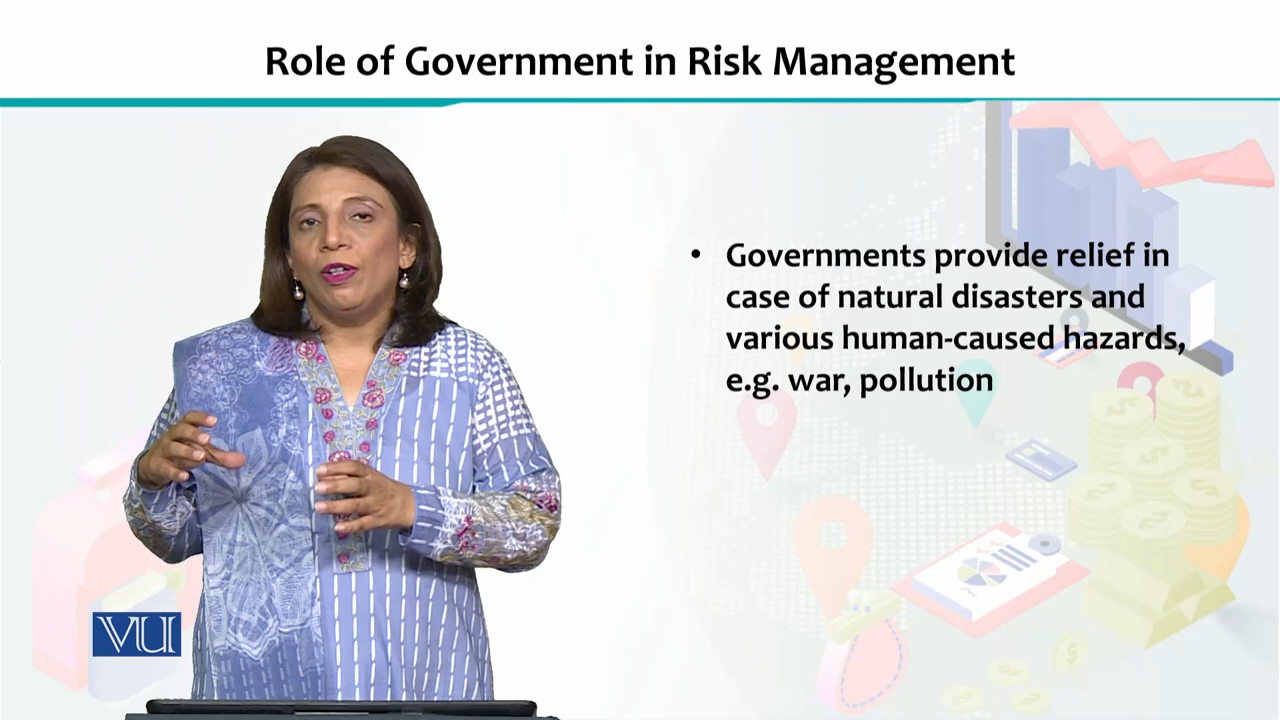 Role of Government in Risk Management
• Governments provide relief in
case of natural disasters and
various human-caused hazards,
e.g. war, pollution
VU